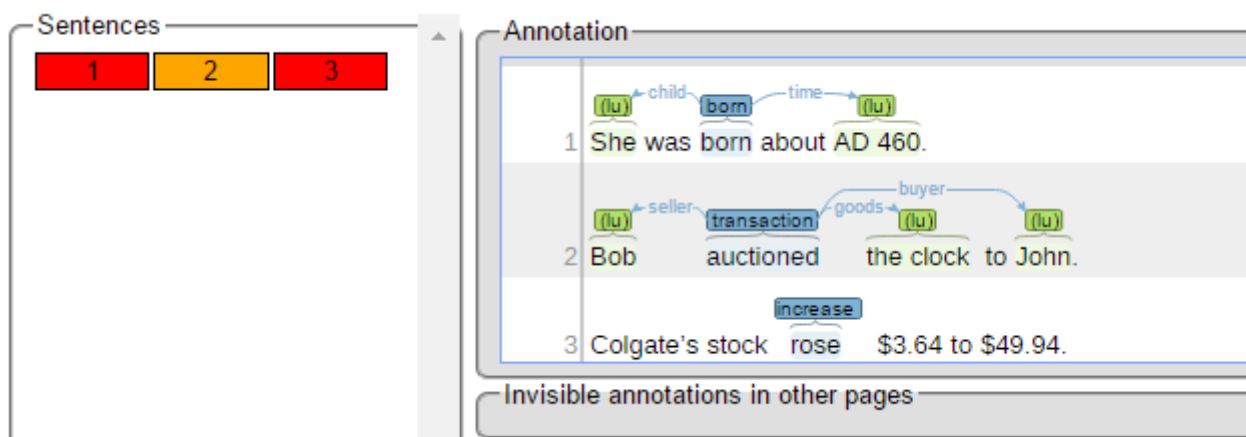 Sentences
1 2 3
Annotation
child time
(lu) born (lu)
1 She was born about AD 460.
buyer
seller goods
(lu) transaction (lu) (lu)
2 Bob auctioned the clock to John.
increase
3 Colgate’s stock rose $3.64 to $49.94.
Invisible annotations in other pages